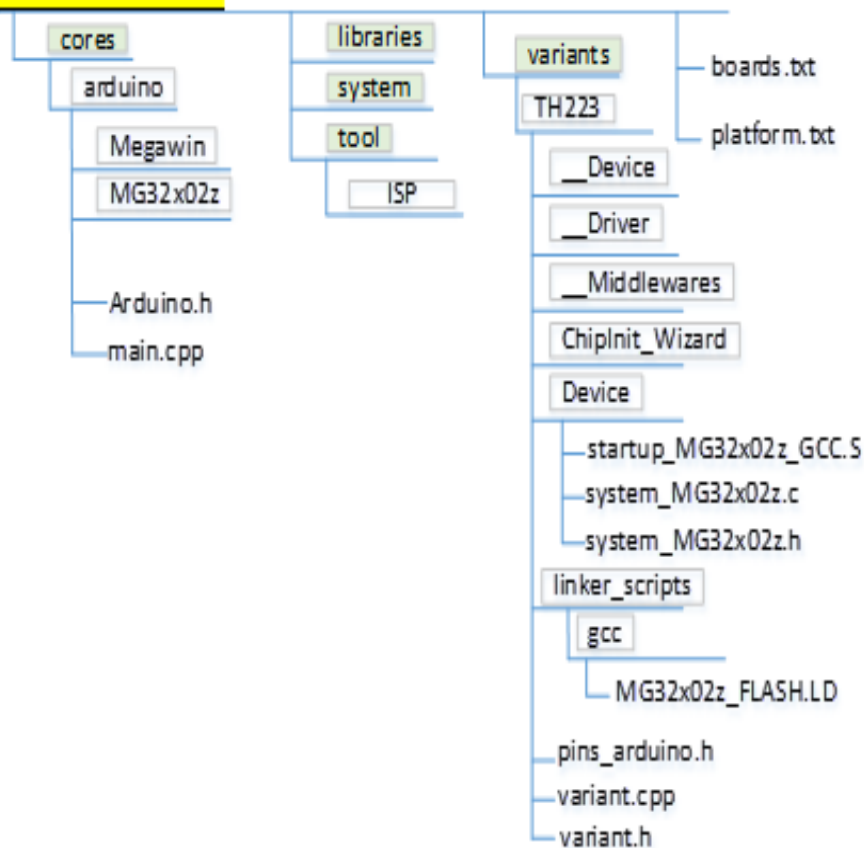 cores
arduino
Megawin
MG32x02z
Arduino.h
main.cpp
libraries
system
tool
ISP
variants
TH223
__Device
__Driver
__Middlewares
ChipInit_Wizard
Device
startup_MG32x02z_GCC.S
system_MG32x02z.c
system_MG32x02z.h
linker_scripts
gcc
MG32x02z_FLASH.LD
pins_arduino.h
variant.cpp
variant.h
boards.txt
platform.txt